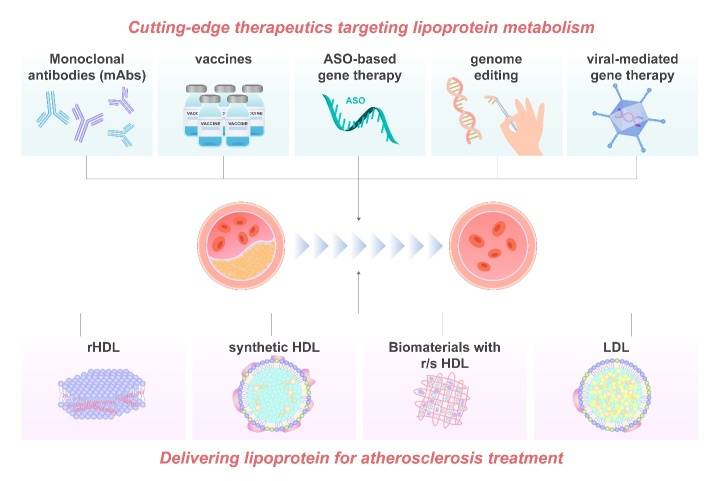 Cutting-edge therapeutics targeting lipoprotein metabolism
Monoclonal
antibodies (mAbs)
vaccines
ASO-based
gene therapy
genome
editing
viral-mediated
gene therapy
VACCINE
VACCINE
ASO
rHDL
synthetic HDL
Biomaterials with
r/s HDL
LDL
Delivering lipoprotein for atherosclerosis treatment